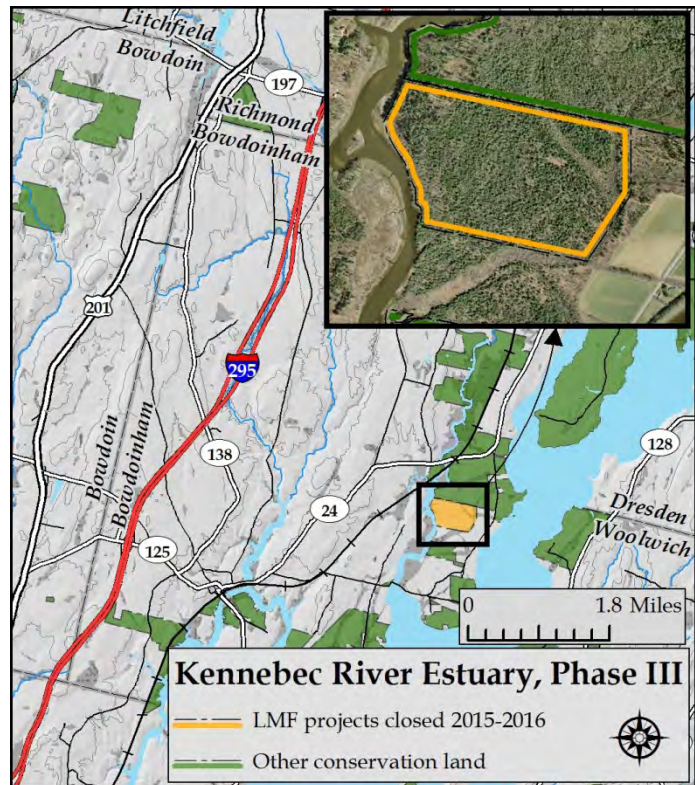 Litchfield
Bowdoin
197
Richmond
Bowdoinham
201
295
Bowdoin
Bowdoinham
138
24
125
128
Dresden
Woolwich
0 1.8 Miles
Kennebec River Estuary, Phase III
LMF projects closed 2015-2016
Other conservation land